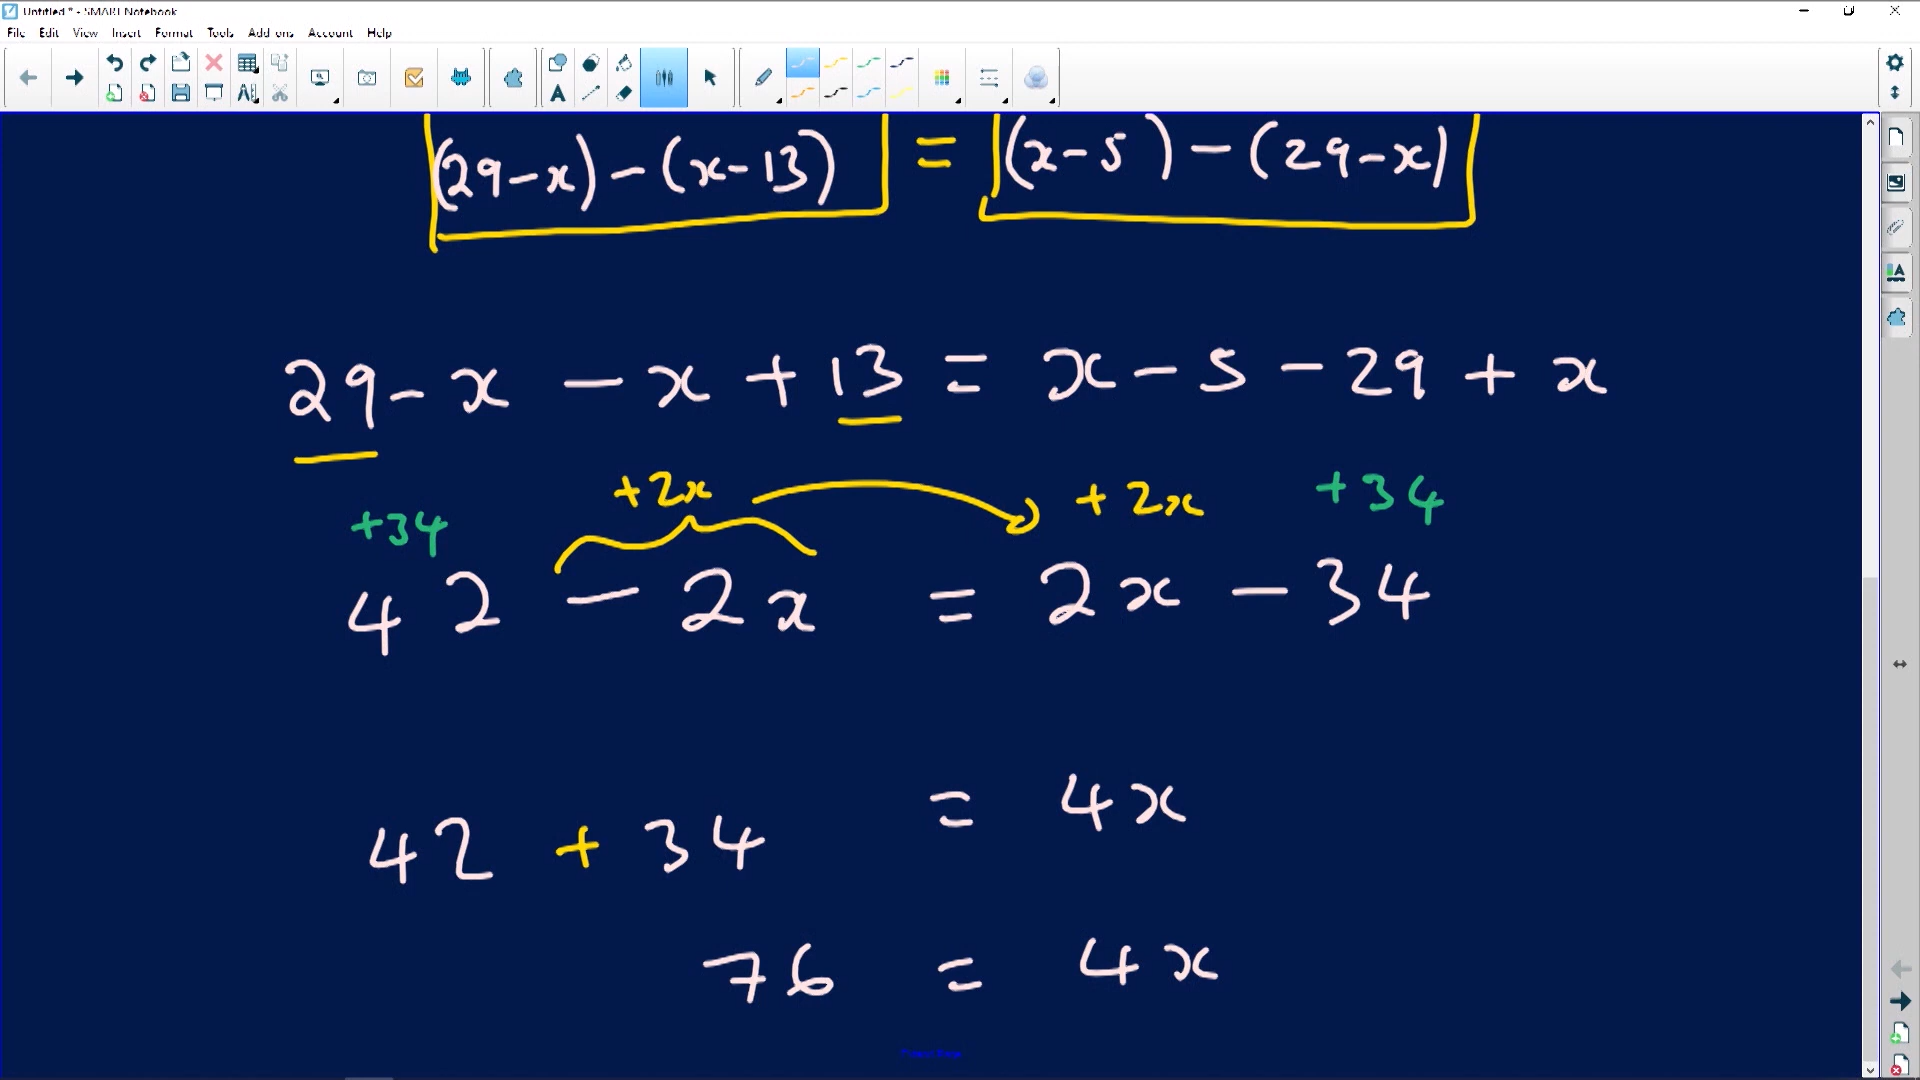 Untitled * - SMART Notebook
File Edit View Insert Format Tools Add-ons Account Help
(29-x) - (x-13) = (x-5) - (29-x)
29 - x - x + 13 = x - 5 - 29 + x
+34 +2x +2x +34
42 - 2x = 2x - 34
42 + 34 = 4x
76 = 4x